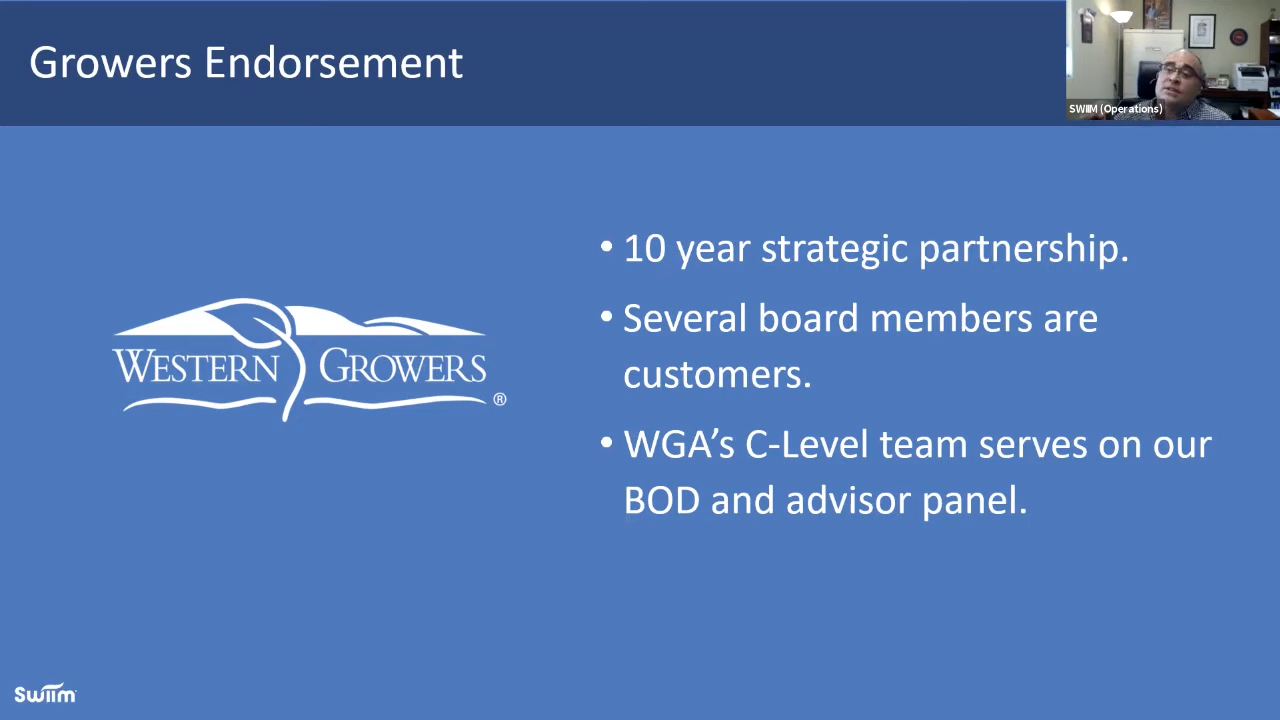 Growers Endorsement
SWIIM (Operations)
WESTERN GROWERS
®
• 10 year strategic partnership.
• Several board members are
customers.
• WGA’s C-Level team serves on our
BOD and advisor panel.
Swiim